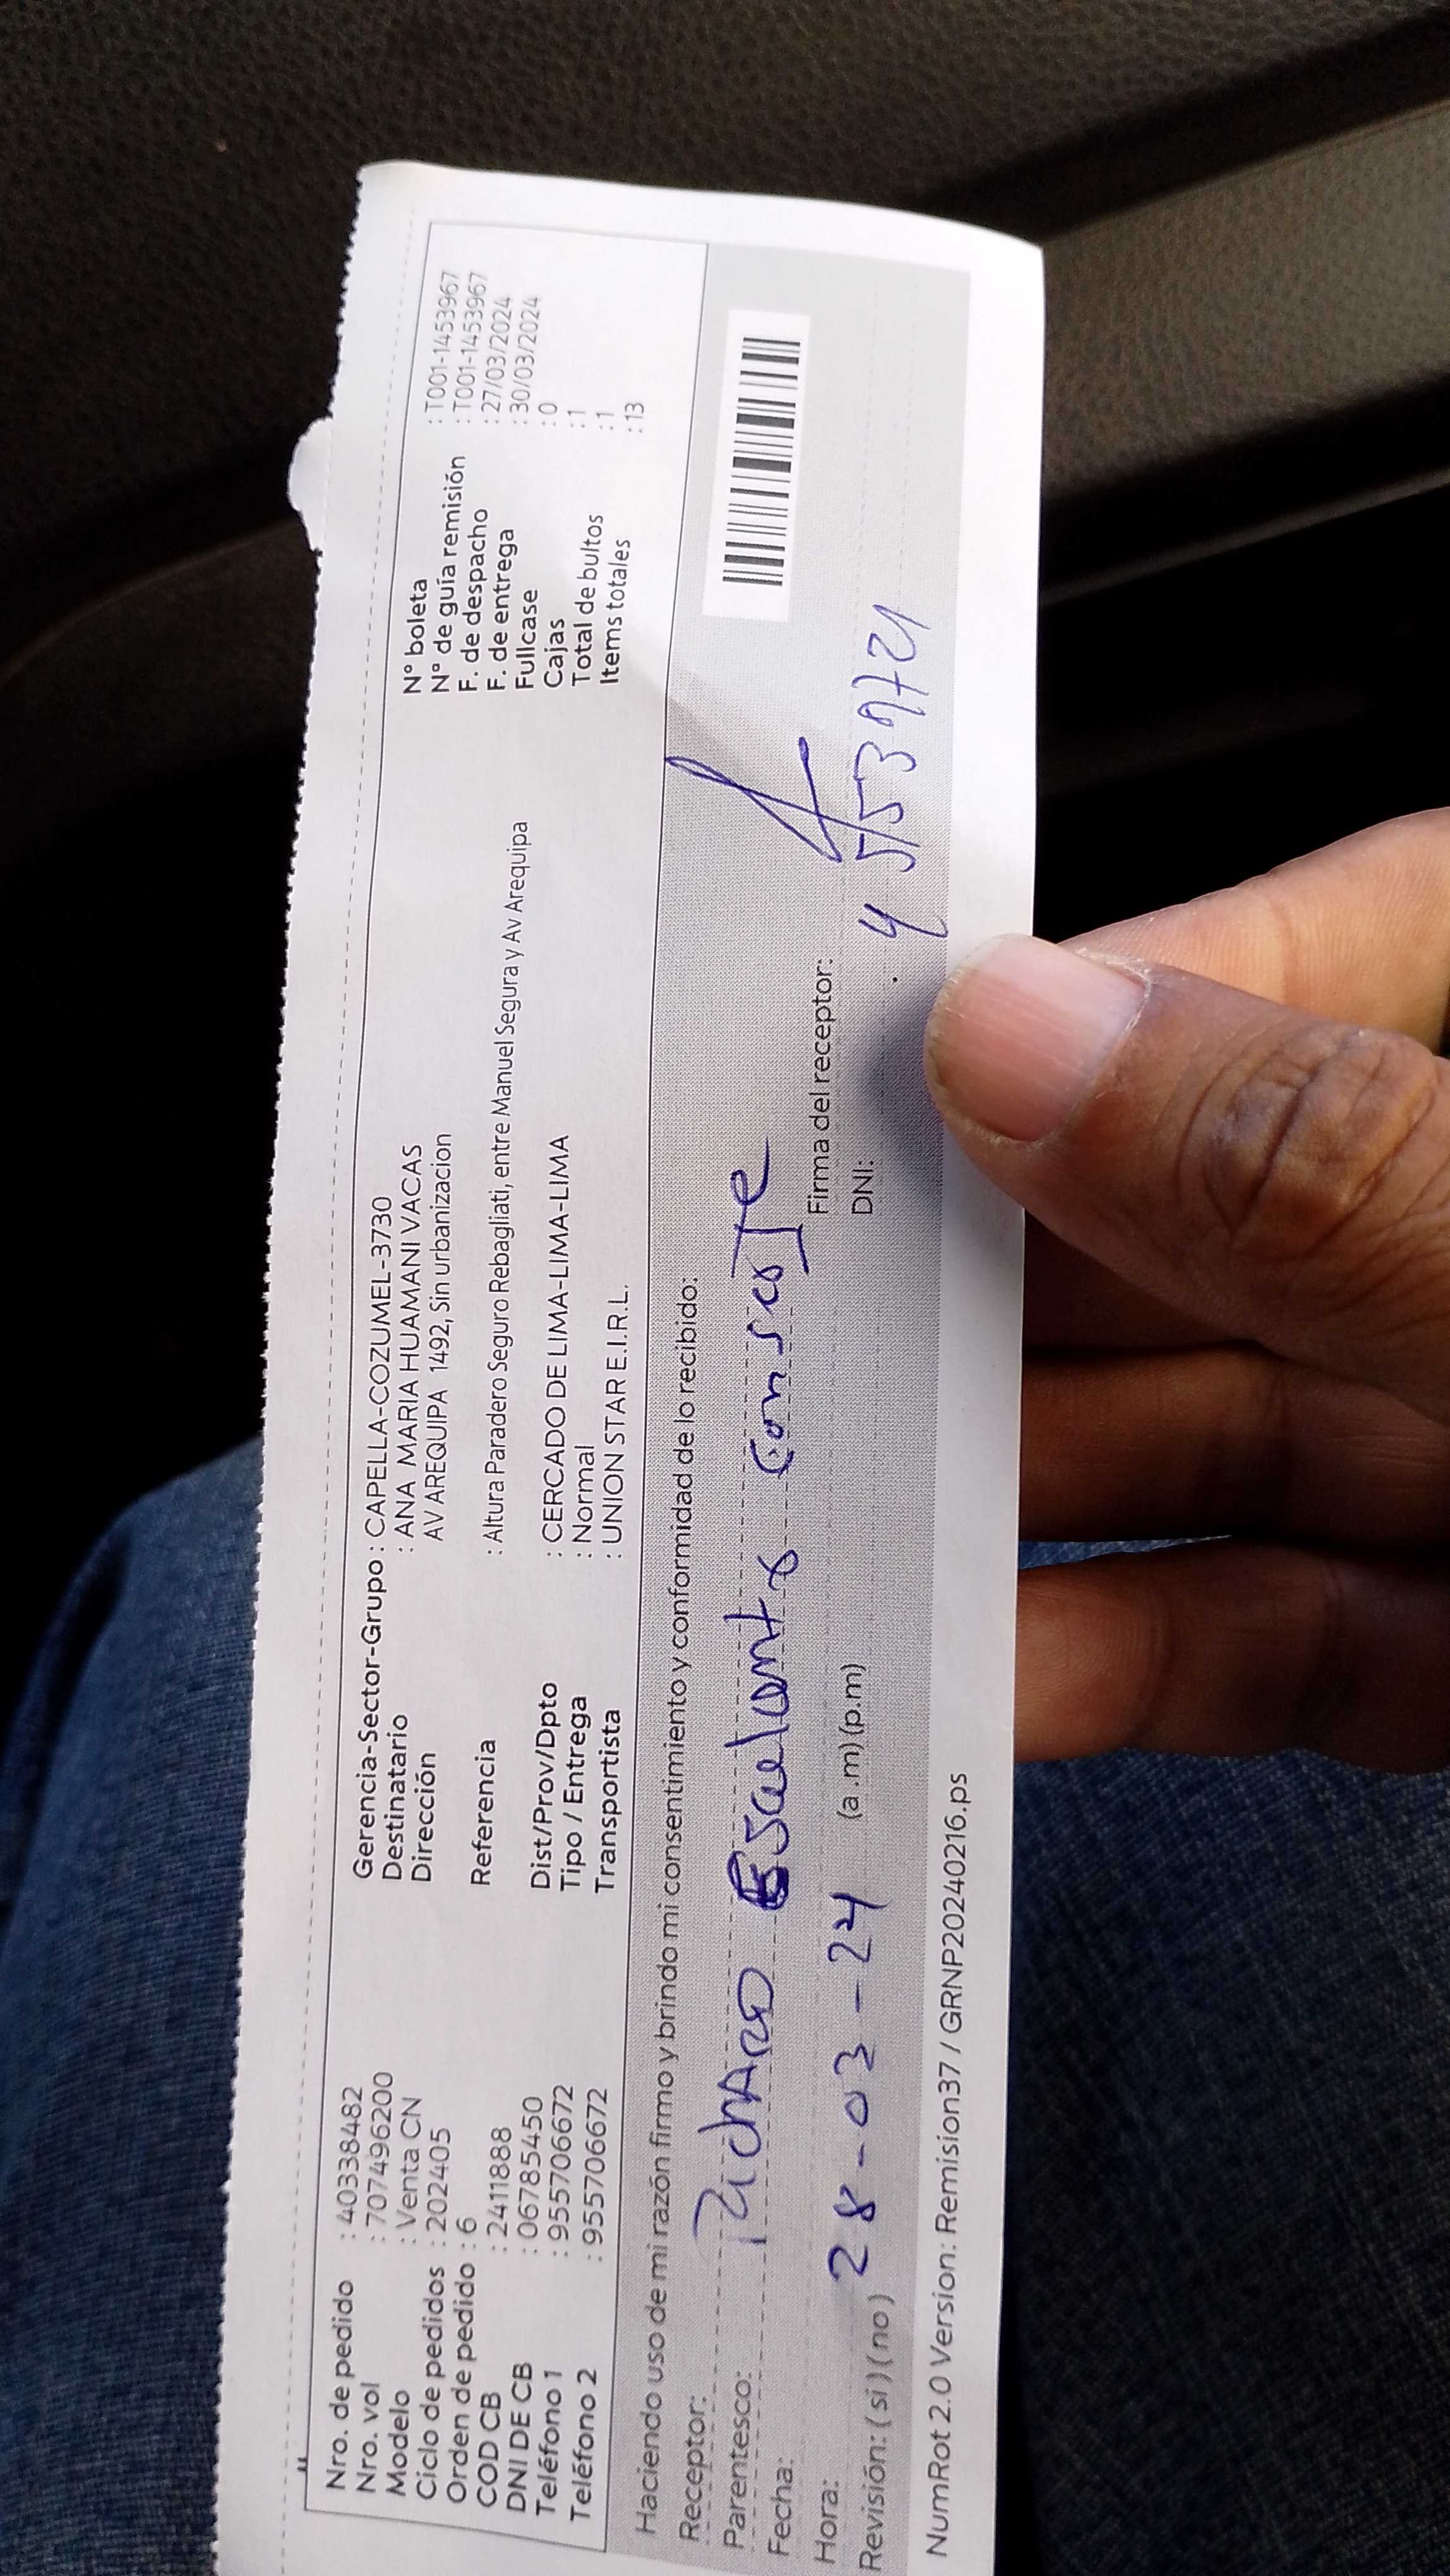 Nro. de pedido : 40338482
Nro. vol : 707496200
Modelo : Venta CN
Ciclo de pedidos : 202405
Orden de pedido : 6
COD CB : 2411888
DNI DE CB : 06785450
Teléfono 1 : 955706672
Teléfono 2 : 955706672
Gerencia-Sector-Grupo : CAPELLA-COZUMEL-3730
Destinatario : ANA MARIA HUAMANI VACAS
Dirección AV AREQUIPA 1492, Sin urbanizacion
Referencia : Altura Paradero Seguro Rebagliati, entre Manuel Segura y Av Arequipa
Dist/Prov/Dpto : CERCADO DE LIMA-LIMA-LIMA
Tipo / Entrega : Normal
Transportista : UNION STAR E.I.R.L.
N° boleta : T001-1453967
N° de guía remisión : T001-1453967
F. de despacho : 27/03/2024
F. de entrega : 30/03/2024
Fullcase : 0
Cajas : 1
Total de bultos : 1
Items totales : 13
Haciendo uso de mi razón firmo y brindo mi consentimiento y conformidad de lo recibido:
Receptor:
Parentesco: Richard Escalante Conserje
Fecha:
Hora: 28-03-24 (a .m) (p.m) Firma del receptor:
Revisión: ( si ) ( no ) DNI: 45539721
NumRot 2.0 Version: Remision37 / GRNP20240216.ps